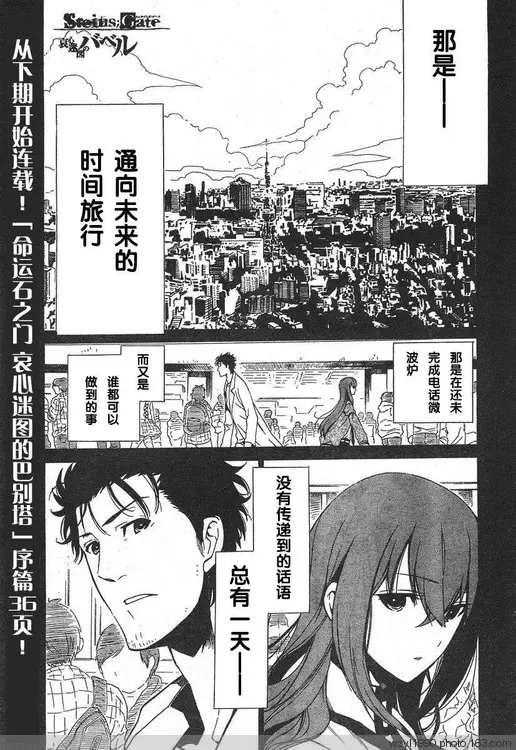 Steins;Gate
哀心迷図のバベル
那是——
通向未来的
时间旅行
从下期开始连载！「命运石之门 哀心迷图的巴别塔」序篇36页！
那是在还未
完成电话微
波炉
而又是
谁都可以
做到的事
没有传递到的话语
总有一天——